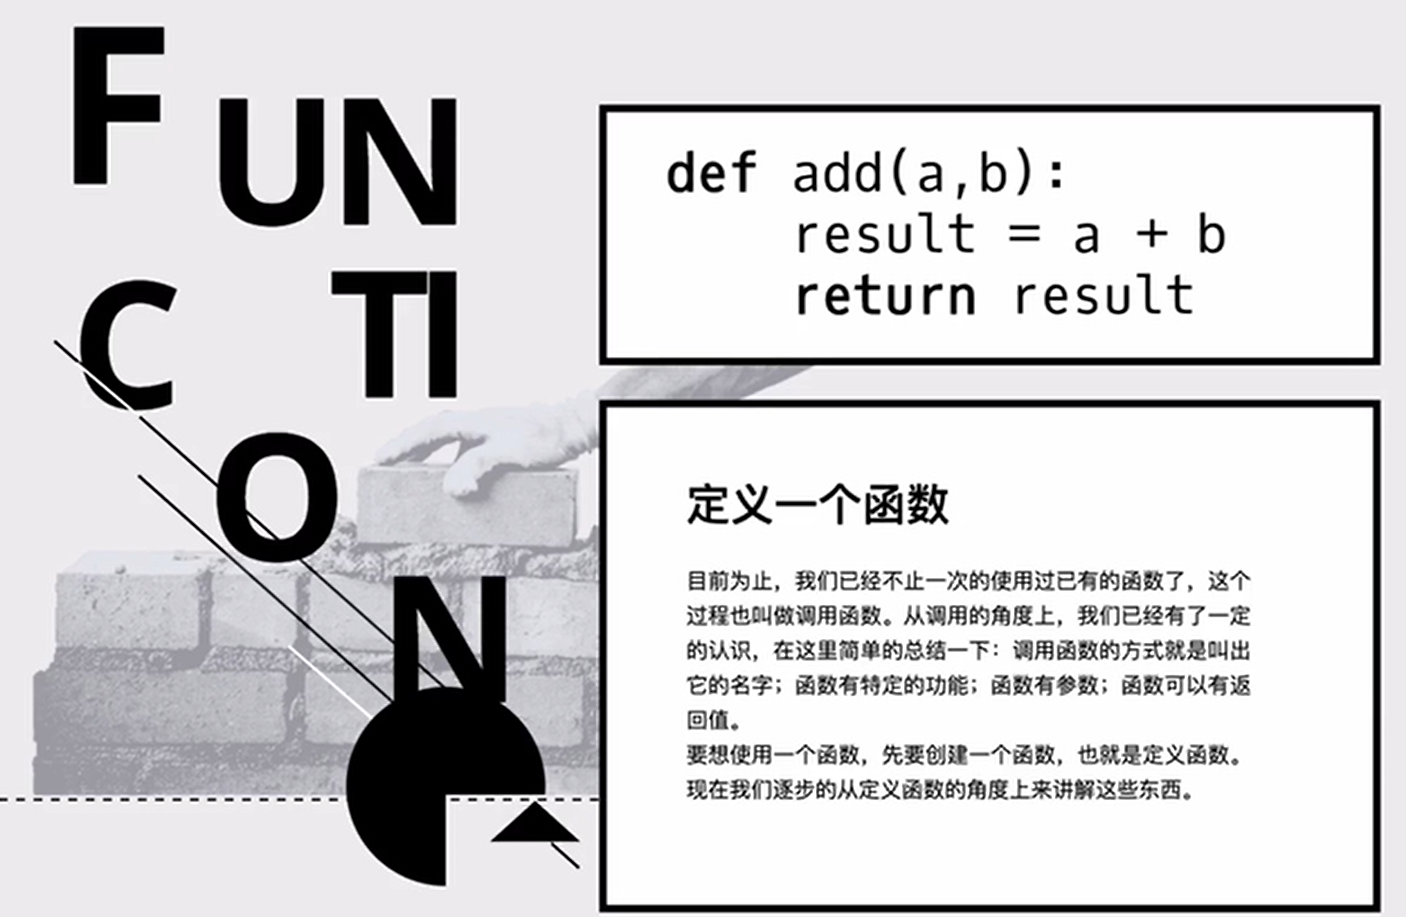 F
UN
C
TI
O
N
def add(a,b):
    result = a + b
    return result
定义一个函数
目前为止，我们已经不止一次的使用过已有的函数了，这个
过程也叫做调用函数。从调用的角度上，我们已经有了一定
的认识，在这里简单的总结一下：调用函数的方式就是叫出
它的名字；函数有特定的功能；函数有参数；函数可以有返
回值。
要想使用一个函数，先要创建一个函数，也就是定义函数。
现在我们逐步的从定义函数的角度上来讲解这些东西。